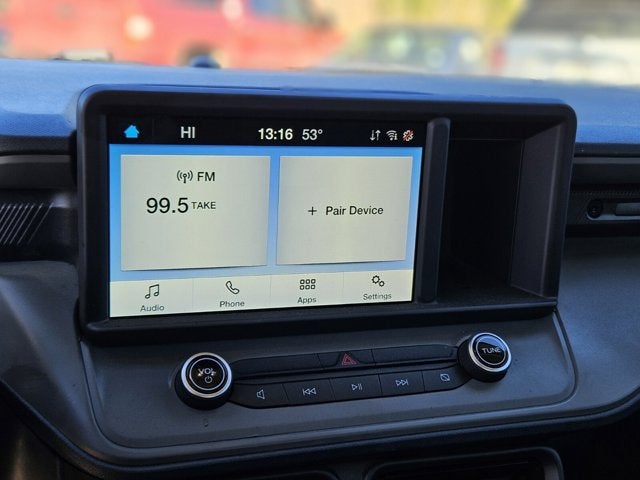 HI 13:16 53°
FM
99.5 TAKE
+ Pair Device
Audio Phone Apps Settings
VOL
TUNE